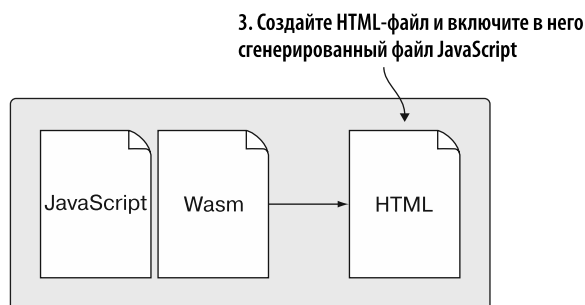 3. Создайте HTML-файл и включите в него
сгенерированный файл JavaScript
JavaScript
Wasm
HTML